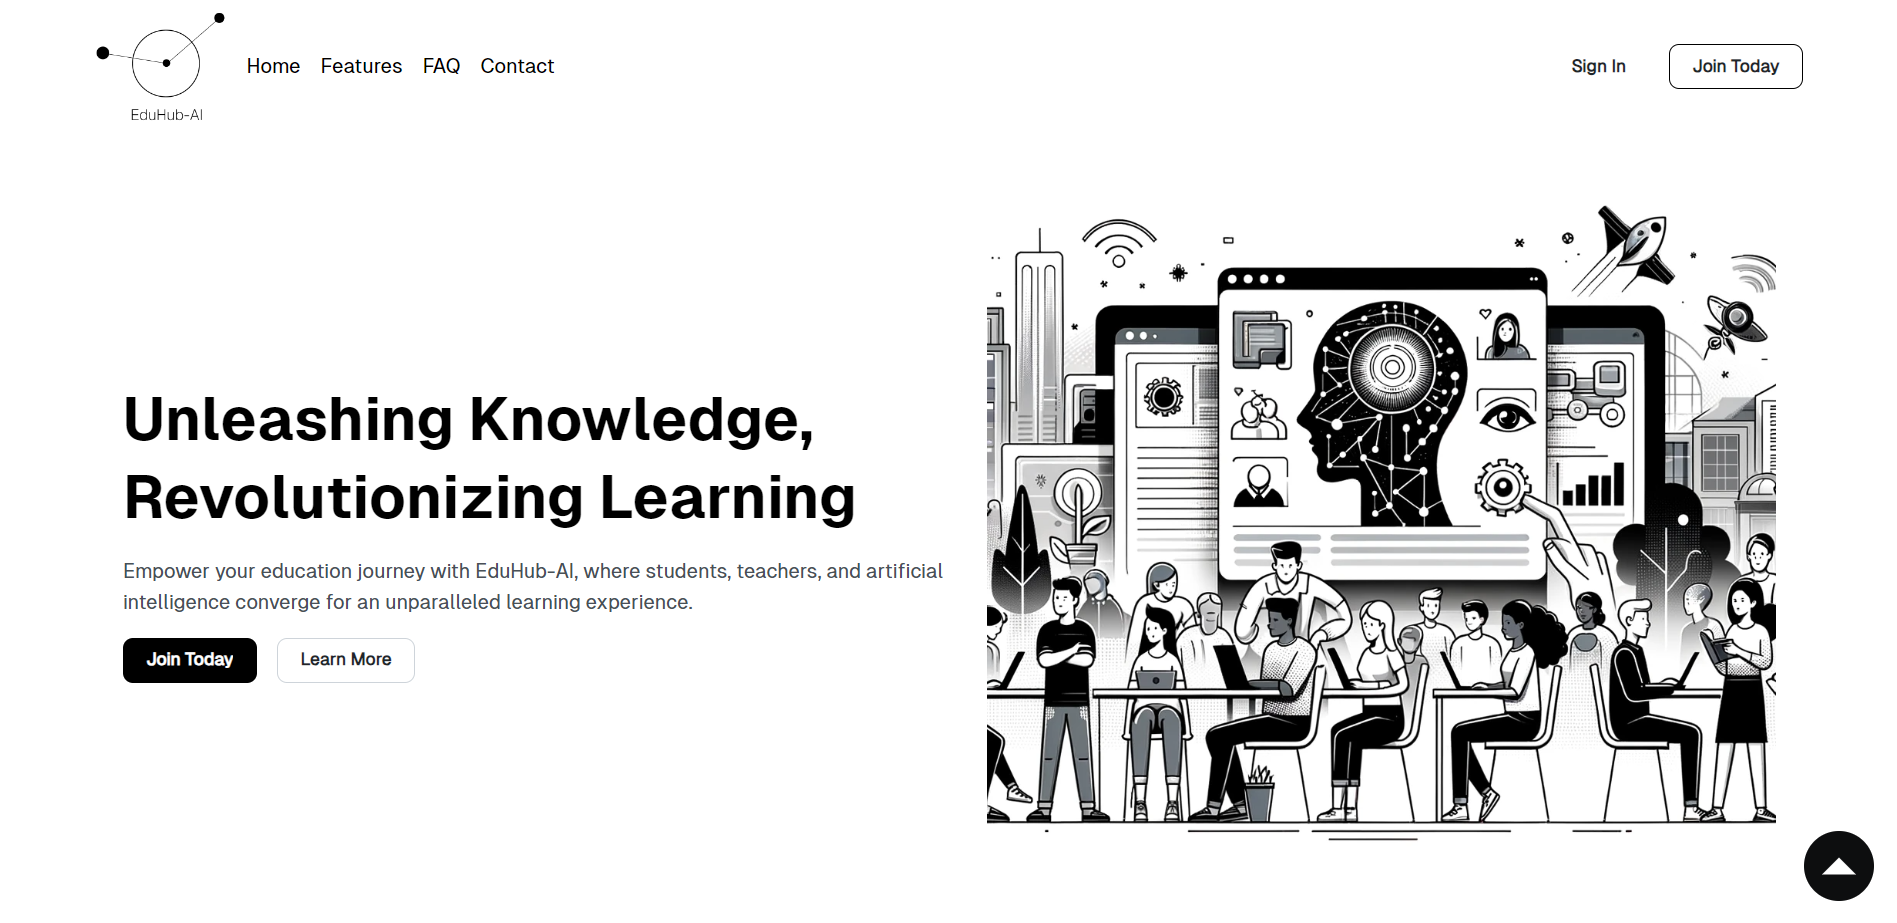 EduHub-AI
Home Features FAQ Contact
Sign In
Join Today
Unleashing Knowledge,
Revolutionizing Learning
Empower your education journey with EduHub-AI, where students, teachers, and artificial
intelligence converge for an unparalleled learning experience.
Join Today
Learn More